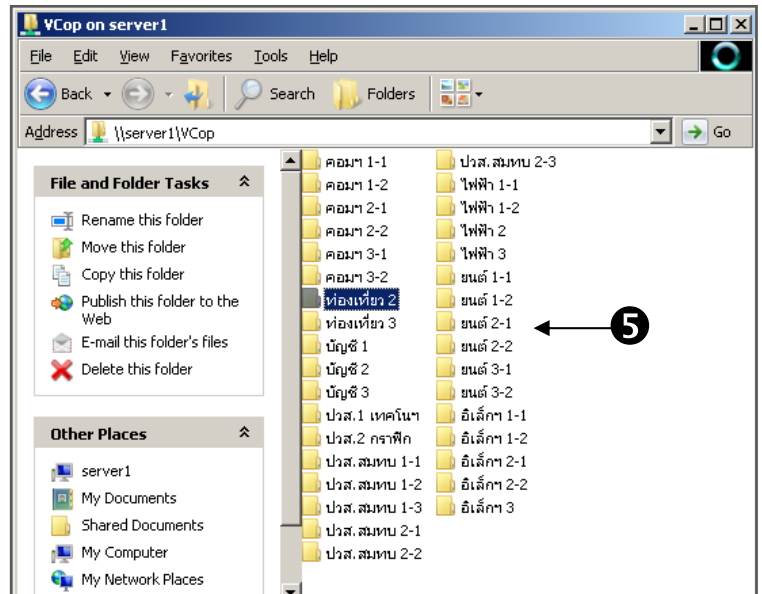 VCop on server1
File Edit View Favorites Tools Help
Back Search Folders
Address \\server1\VCop Go
File and Folder Tasks
Rename this folder
Move this folder
Copy this folder
Publish this folder to the
Web
E-mail this folder's files
Delete this folder
Other Places
server1
My Documents
Shared Documents
My Computer
My Network Places
คอมฯ 1-1
คอมฯ 1-2
คอมฯ 2-1
คอมฯ 2-2
คอมฯ 3-1
คอมฯ 3-2
ท่องเที่ยว 2
ท่องเที่ยว 3
บัญชี 1
บัญชี 2
บัญชี 3
ปวส.1 เทคโนฯ
ปวส.2 กราฟิก
ปวส.สมทบ 1-1
ปวส.สมทบ 1-2
ปวส.สมทบ 1-3
ปวส.สมทบ 2-1
ปวส.สมทบ 2-2
ปวส.สมทบ 2-3
ไฟฟ้า 1-1
ไฟฟ้า 1-2
ไฟฟ้า 2
ไฟฟ้า 3
ยนต์ 1-1
ยนต์ 1-2
ยนต์ 2-1
ยนต์ 2-2
ยนต์ 3-1
ยนต์ 3-2
อิเล็กฯ 1-1
อิเล็กฯ 1-2
อิเล็กฯ 2-1
อิเล็กฯ 2-2
อิเล็กฯ 3
5